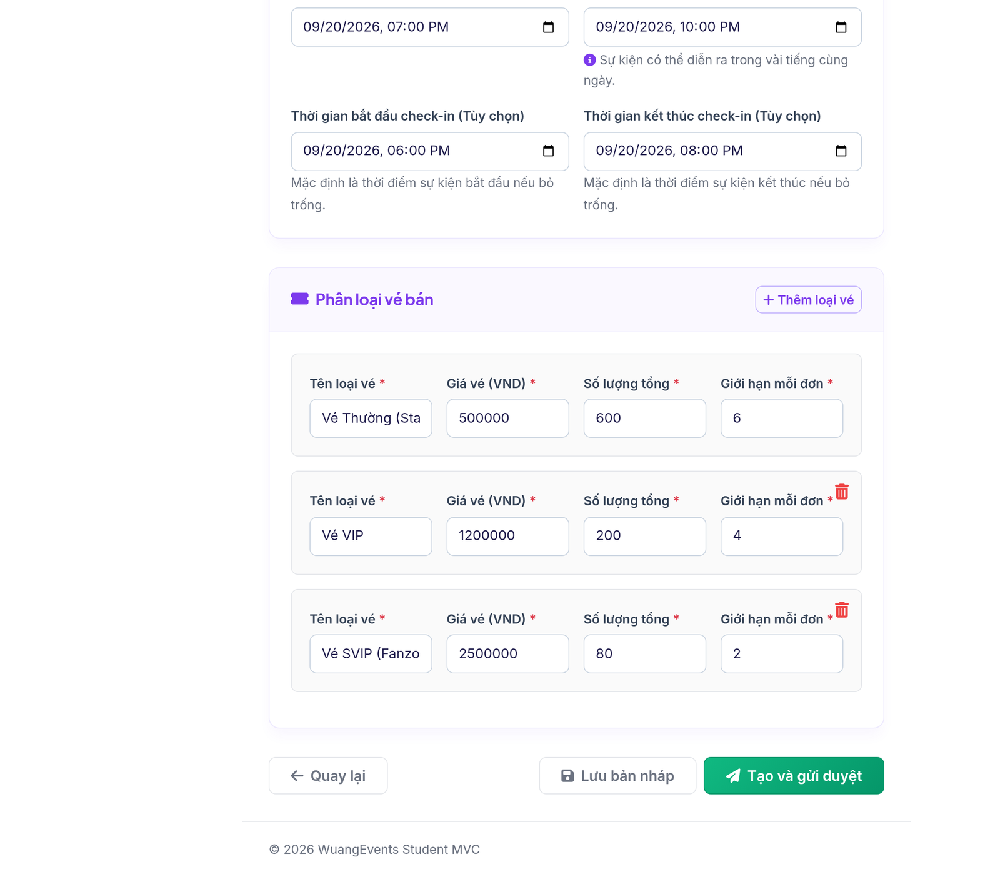 09/20/2026, 07:00 PM
09/20/2026, 10:00 PM
Sự kiện có thể diễn ra trong vài tiếng cùng
ngày.
Thời gian bắt đầu check-in (Tùy chọn)
Thời gian kết thúc check-in (Tùy chọn)
09/20/2026, 06:00 PM
09/20/2026, 08:00 PM
Mặc định là thời điểm sự kiện bắt đầu nếu bỏ
trống.
Mặc định là thời điểm sự kiện kết thúc nếu bỏ
trống.
Phân loại vé bán
+ Thêm loại vé
Tên loại vé *
Giá vé (VND) *
Số lượng tổng *
Giới hạn mỗi đơn *
Vé Thường (Sta
500000
600
6
Tên loại vé *
Giá vé (VND) *
Số lượng tổng *
Giới hạn mỗi đơn *
Vé VIP
1200000
200
4
Tên loại vé *
Giá vé (VND) *
Số lượng tổng *
Giới hạn mỗi đơn *
Vé SVIP (Fanzo
2500000
80
2
Quay lại
Lưu bản nháp
Tạo và gửi duyệt
© 2026 WuangEvents Student MVC